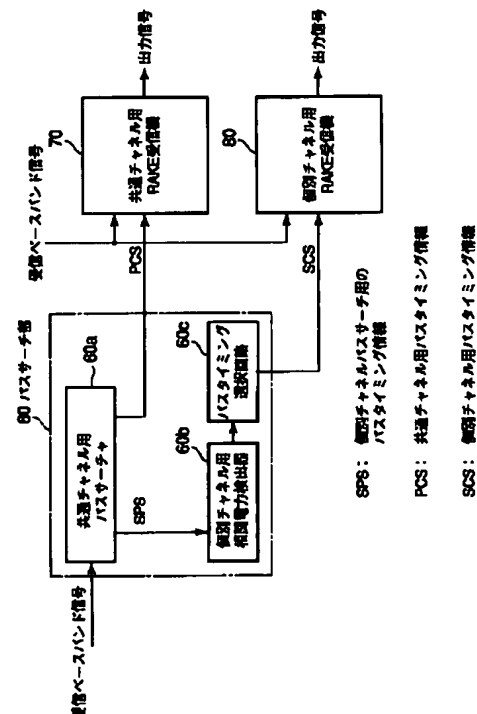 受信ベースバンド信号
60 パスサーチ部
60a
共通チャネル用
パスサーチャ
SPS
60b
個別チャネル用
相関電力検出器
60c
パスタイミング
選択回路
受信ベースバンド信号
PCS
SCS
70
共通チャネル用
RAKE受信機
出力信号
80
個別チャネル用
RAKE受信機
出力信号
SPS： 個別チャネルパスサーチ用の
パスタイミング情報
PCS： 共通チャネル用パスタイミング情報
SCS： 個別チャネル用パスタイミング情報